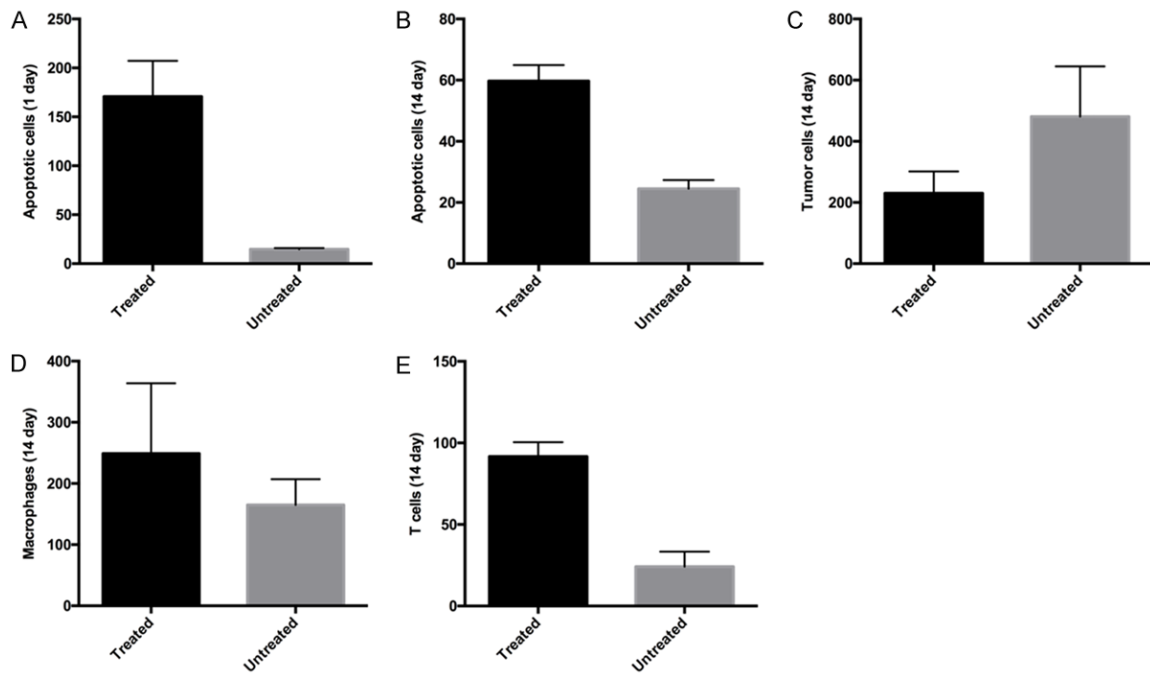 A
Apoptotic cells (1 day)
250
200
150
100
50
0
Treated
Untreated
B
Apoptotic cells (14 day)
80
60
40
20
0
Treated
Untreated
C
Tumor cells (14 day)
800
600
400
200
0
Treated
Untreated
D
Macrophages (14 day)
400
300
200
100
0
Treated
Untreated
E
T cells (14 day)
150
100
50
0
Treated
Untreated